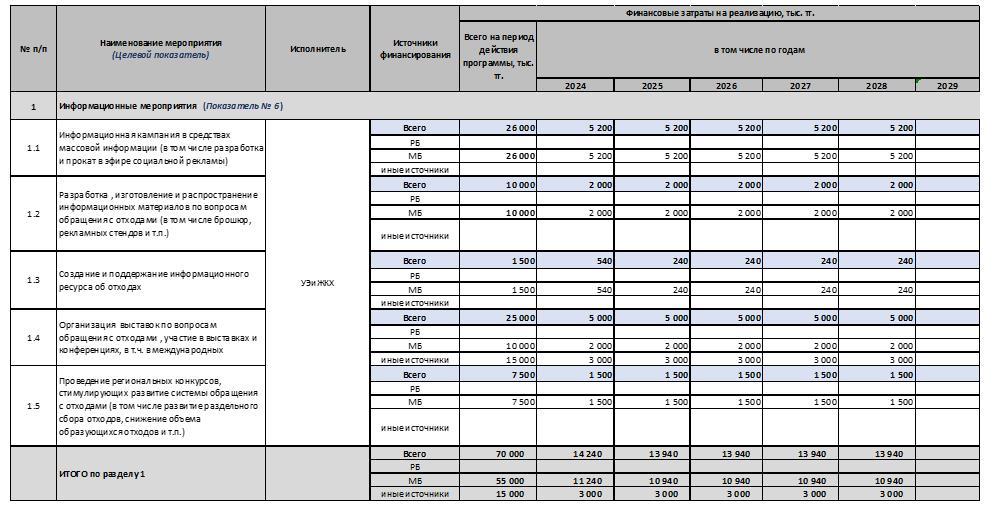 Финансовые затраты на реализацию, тыс. тг.
№ п/п Наименование мероприятия (Целевой показатель) Исполнитель Источники финансирования Всего на период действия программы, тыс. тг. в том числе по годам
2024 2025 2026 2027 2028 2029
1 Информационные мероприятия (Показатель № 6)
1.1 Информационная кампания в средствах
массовой информации (в том числе разработка
и прокат в эфире социальной рекламы)
УЭиЖКХ
Всего 26 000 5 200 5 200 5 200 5 200 5 200
РБ
МБ 26 000 5 200 5 200 5 200 5 200 5 200
иные источники
1.2 Разработка , изготовление и распространение
информационных материалов по вопросам
обращения с отходами (в том числе брошюр,
рекламных стендов и т.п.)
Всего 10 000 2 000 2 000 2 000 2 000 2 000
РБ
МБ 10 000 2 000 2 000 2 000 2 000 2 000
иные источники
1.3 Создание и поддержание информационного
ресурса об отходах
Всего 1 500 540 240 240 240 240
РБ
МБ 1 500 540 240 240 240 240
иные источники
1.4 Организация выставок по вопросам
обращения с отходами , участие в выставках и
конференциях, в т.ч. в международных
Всего 25 000 5 000 5 000 5 000 5 000 5 000
РБ
МБ 10 000 2 000 2 000 2 000 2 000 2 000
иные источники 15 000 3 000 3 000 3 000 3 000 3 000
1.5 Проведение региональных конкурсов,
стимулирующих развитие системы обращения
с отходами (в том числе развитие раздельного
сбора отходов, снижение объема
образующихся отходов и т.п.)
Всего 7 500 1 500 1 500 1 500 1 500 1 500
РБ
МБ 7 500 1 500 1 500 1 500 1 500 1 500
иные источники
ИТОГО по разделу 1
Всего 70 000 14 240 13 940 13 940 13 940 13 940
РБ
МБ 55 000 11 240 10 940 10 940 10 940 10 940
иные источники 15 000 3 000 3 000 3 000 3 000 3 000